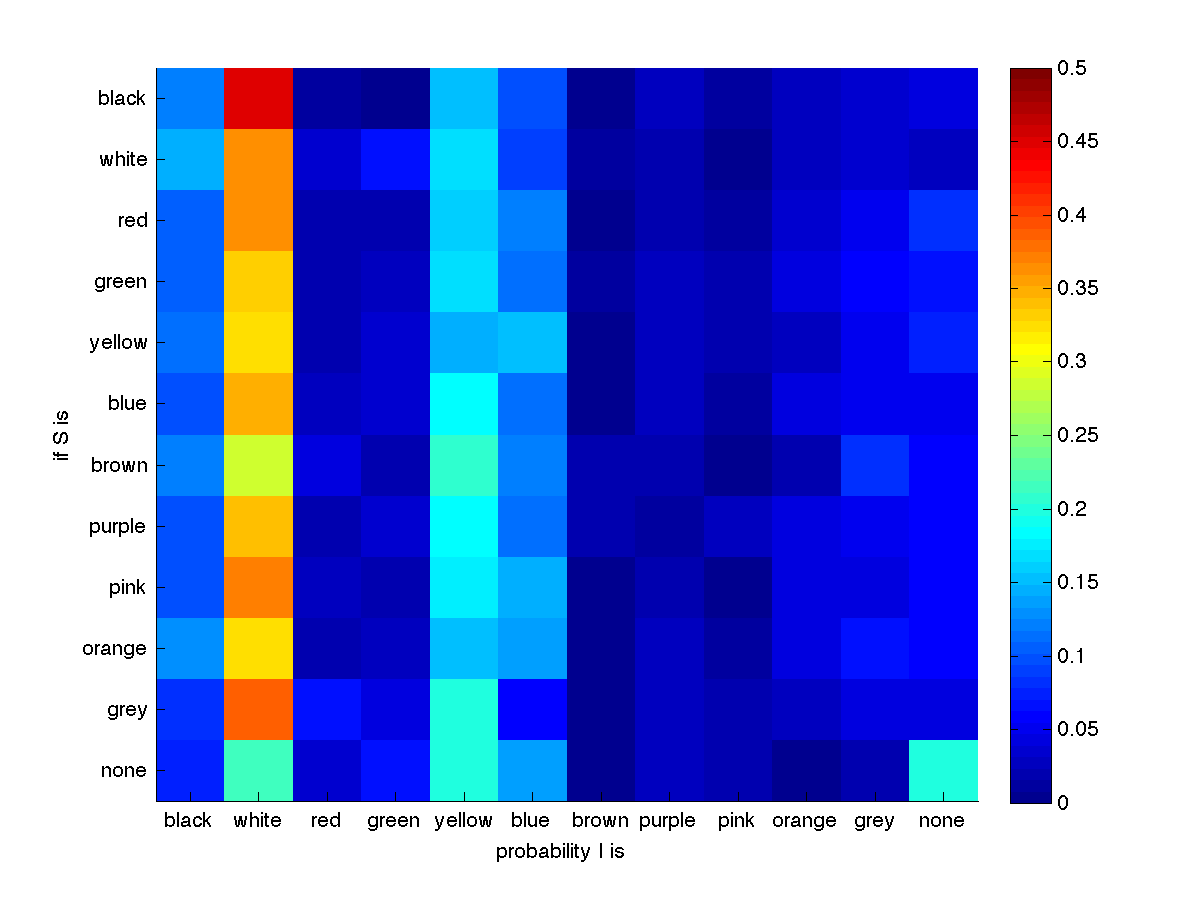 black
white
red
green
yellow
blue
brown
purple
pink
orange
grey
none
if S is
black white red green yellow blue brown purple pink orange grey none
probability I is
0.5
0.45
0.4
0.35
0.3
0.25
0.2
0.15
0.1
0.05
0